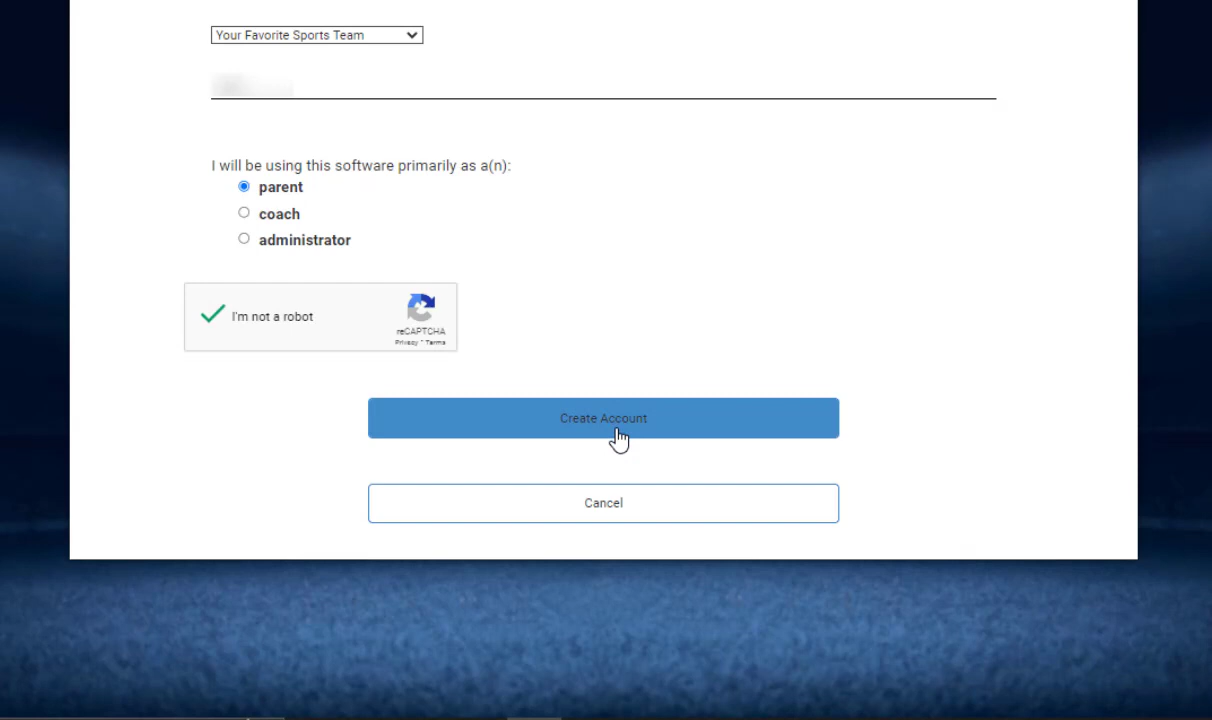 Your Favorite Sports Team
I will be using this software primarily as a(n):
parent
coach
administrator
I'm not a robot
reCAPTCHA
Privacy - Terms
Create Account
Cancel